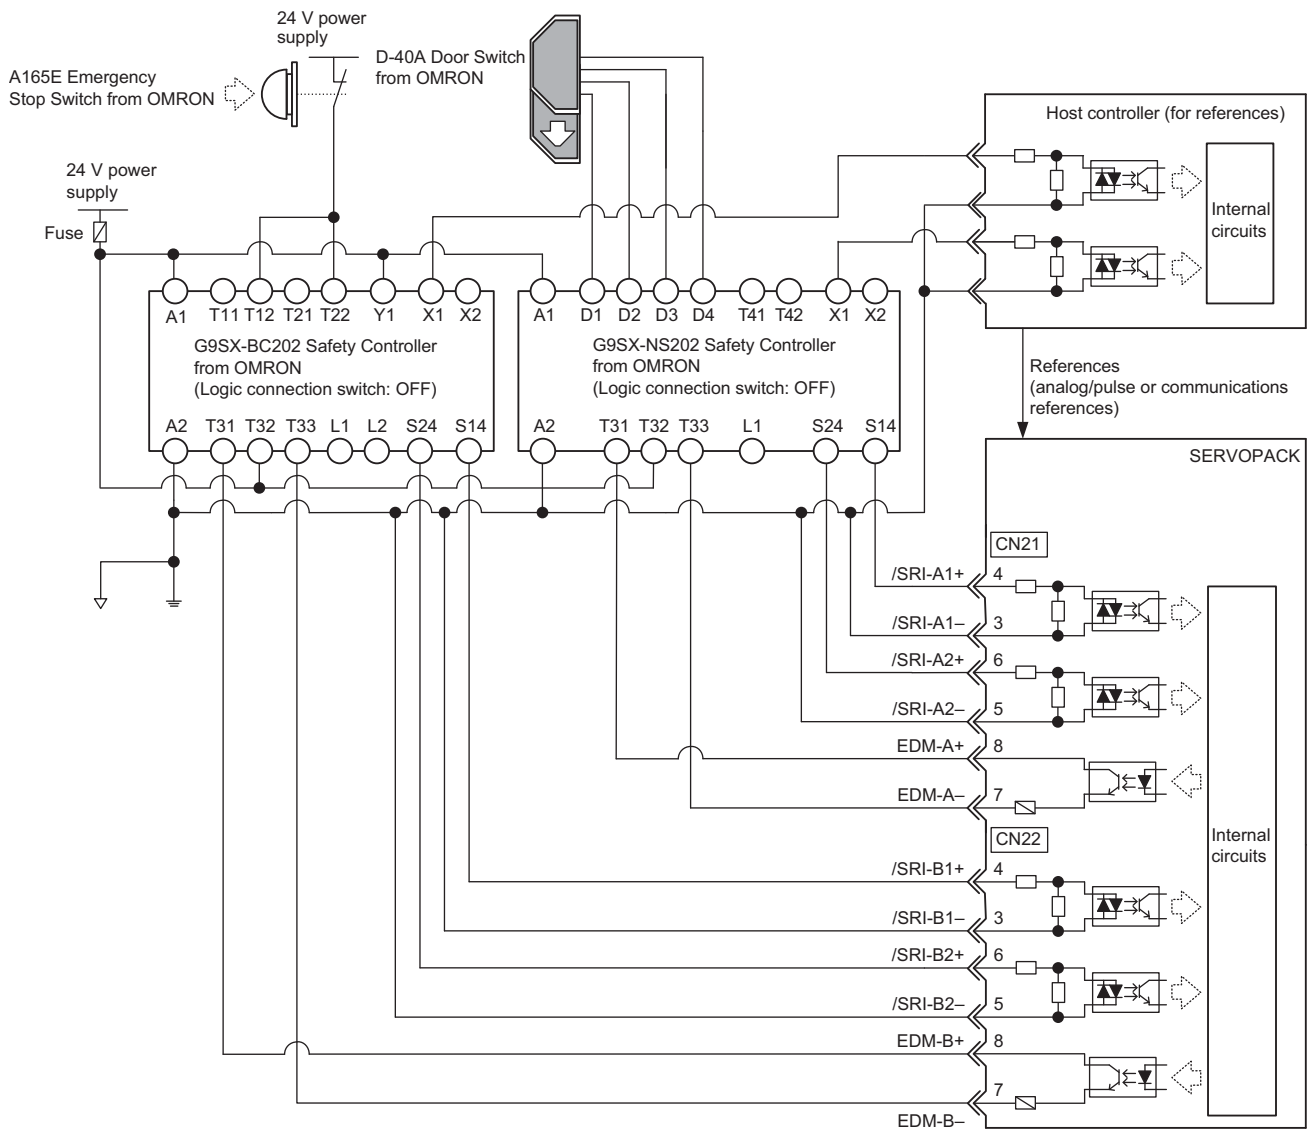 24 V power
supply
D-40A Door Switch
from OMRON
A165E Emergency
Stop Switch from OMRON
Host controller (for references)
24 V power
supply
Fuse
Internal
circuits
A1 T11 T12 T21 T22 Y1 X1 X2
G9SX-BC202 Safety Controller
from OMRON
(Logic connection switch: OFF)
A2 T31 T32 T33 L1 L2 S24 S14
A1 D1 D2 D3 D4 T41 T42 X1 X2
G9SX-NS202 Safety Controller
from OMRON
(Logic connection switch: OFF)
A2 T31 T32 T33 L1 S24 S14
References
(analog/pulse or communications
references)
SERVOPACK
CN21
/SRI-A1+ 4
/SRI-A1– 3
/SRI-A2+ 6
/SRI-A2– 5
EDM-A+ 8
EDM-A– 7
CN22
Internal
circuits
/SRI-B1+ 4
/SRI-B1– 3
/SRI-B2+ 6
/SRI-B2– 5
EDM-B+ 8
7
EDM-B–